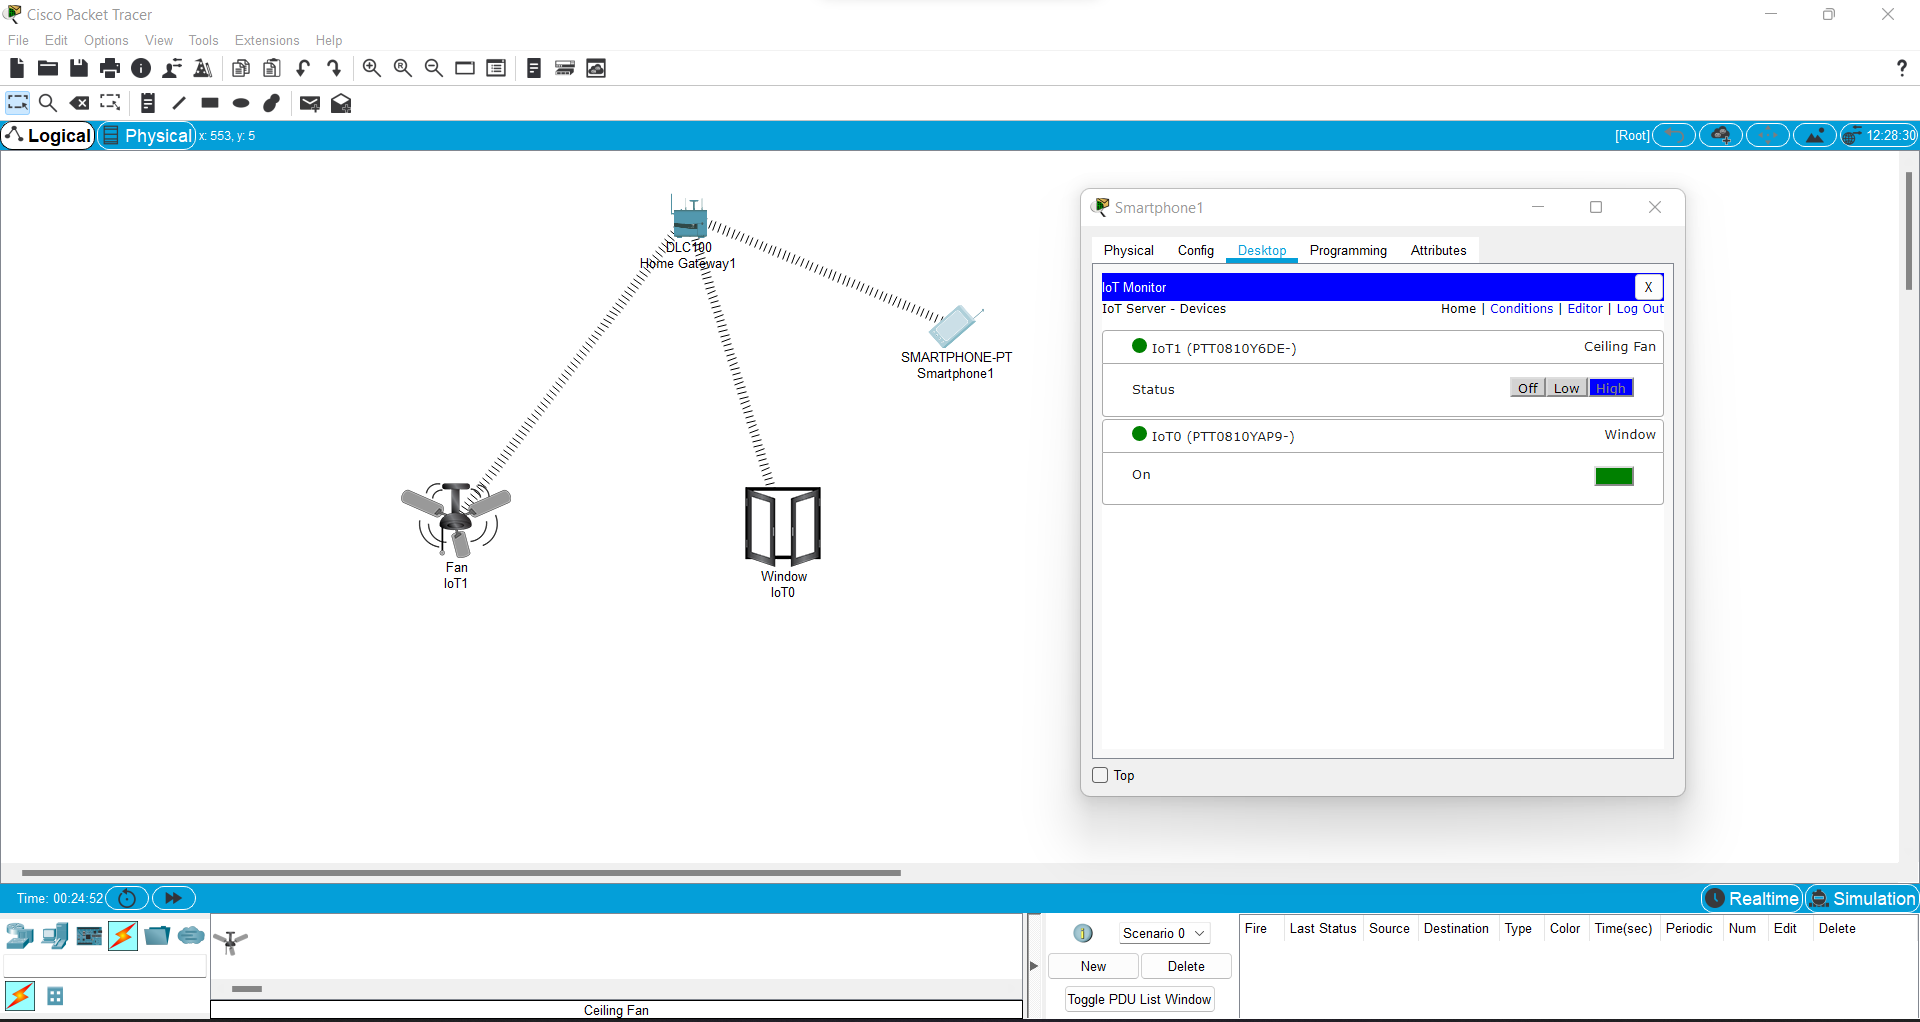 Cisco Packet Tracer
File Edit Options View Tools Extensions Help
?
Logical Physical x: 553, y: 5 [Root] 12:28:30
DLC100
Home Gateway1
SMARTPHONE-PT
Smartphone1
Fan
IoT1
Window
IoT0
Smartphone1
Physical Config Desktop Programming Attributes
IoT Monitor X
IoT Server - Devices Home | Conditions | Editor | Log Out
IoT1 (PTT0810Y6DE-) Ceiling Fan
Status Off Low High
IoT0 (PTT0810YAP9-) Window
On
Top
Time: 00:24:52 Realtime Simulation
1 Scenario 0
New Delete
Toggle PDU List Window
Fire Last Status Source Destination Type Color Time(sec) Periodic Num Edit Delete
Ceiling Fan